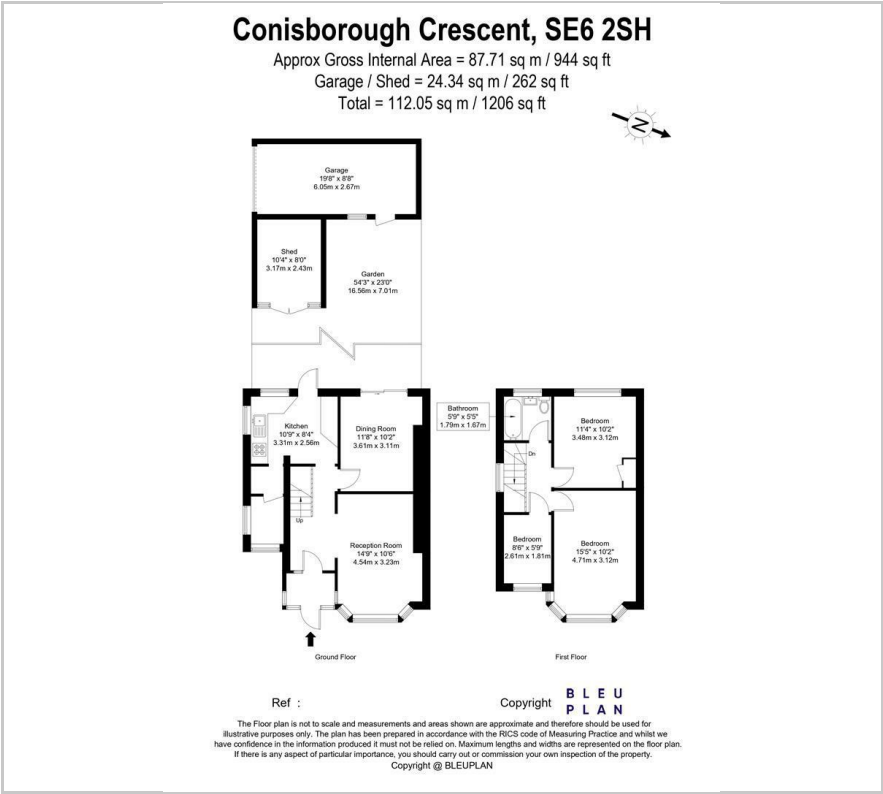 Conisborough Crescent, SE6 2SH
Approx Gross Internal Area = 87.71 sq m / 944 sq ft
Garage / Shed = 24.34 sq m / 262 sq ft
Total = 112.05 sq m / 1206 sq ft
N
Garage
19'8" x 8'8"
6.05m x 2.67m
Shed
10'4" x 8'0"
3.17m x 2.43m
Garden
54'3" x 23'0"
16.56m x 7.01m
Kitchen
10'9" x 8'4"
3.31m x 2.56m
Dining Room
11'8" x 10'2"
3.61m x 3.11m
Bathroom
5'9" x 5'5"
1.79m x 1.67m
Bedroom
11'4" x 10'2"
3.48m x 3.12m
Dn
Up
Reception Room
14'9" x 10'6"
4.54m x 3.23m
Bedroom
8'6" x 5'9"
2.61m x 1.81m
Bedroom
15'5" x 10'2"
4.71m x 3.12m
Ground Floor
First Floor
Ref :
Copyright
BLEU
PLAN
The Floor plan is not to scale and measurements and areas shown are approximate and therefore should be used for
illustrative purposes only. The plan has been prepared in accordance with the RICS code of Measuring Practice and whilst we
have confidence in the information produced it must not be relied on. Maximum lengths and widths are represented on the floor plan.
If there is any aspect of particular importance, you should carry out or commission your own inspection of the property.
Copyright @ BLEUPLAN